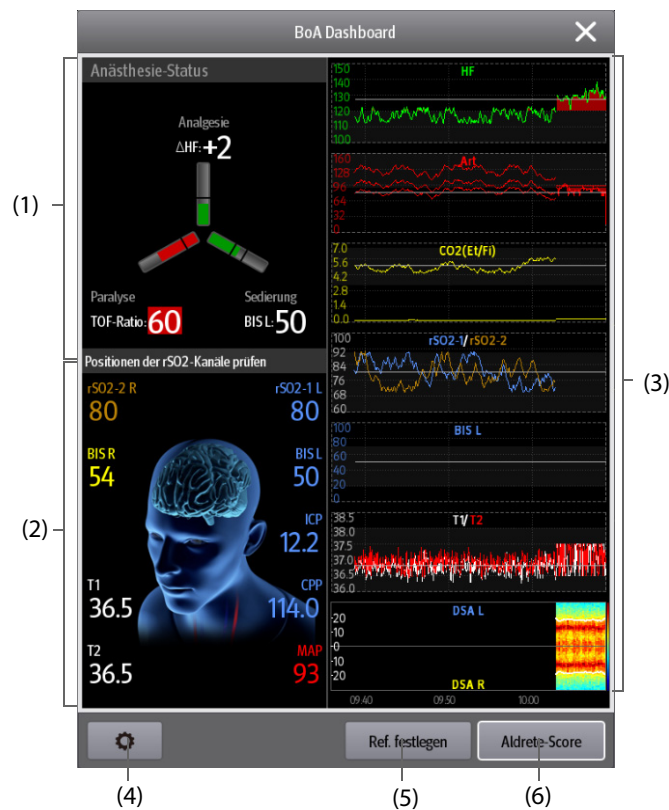 BoA Dashboard
Anästhesie-Status
Analgesie
△HF: +2
Paralyse
TOF-Ratio: 60
Sedierung
BIS L: 50
(1)
Positionen der rSO2-Kanäle prüfen
rSO2-2 R
80
rSO2-1 L
80
BIS R
54
BIS L
50
ICP
12.2
T1
36.5
CPP
114.0
T2
36.5
MAP
93
(2)
HF
150
140
130
120
110
100
Art
160
128
96
64
32
0
CO2(Et/Fi)
7.0
5.6
4.2
2.8
1.4
0.0
rSO2-1/rSO2-2
100
92
84
76
68
60
BIS L
100
80
60
40
20
0
T1/T2
38.5
38.0
37.5
37.0
36.5
36.0
DSA L
20
10
0
10
20
DSA R
09:40 09:50 10:00
(3)
Ref. festlegen
Aldrete-Score
(4) (5) (6)